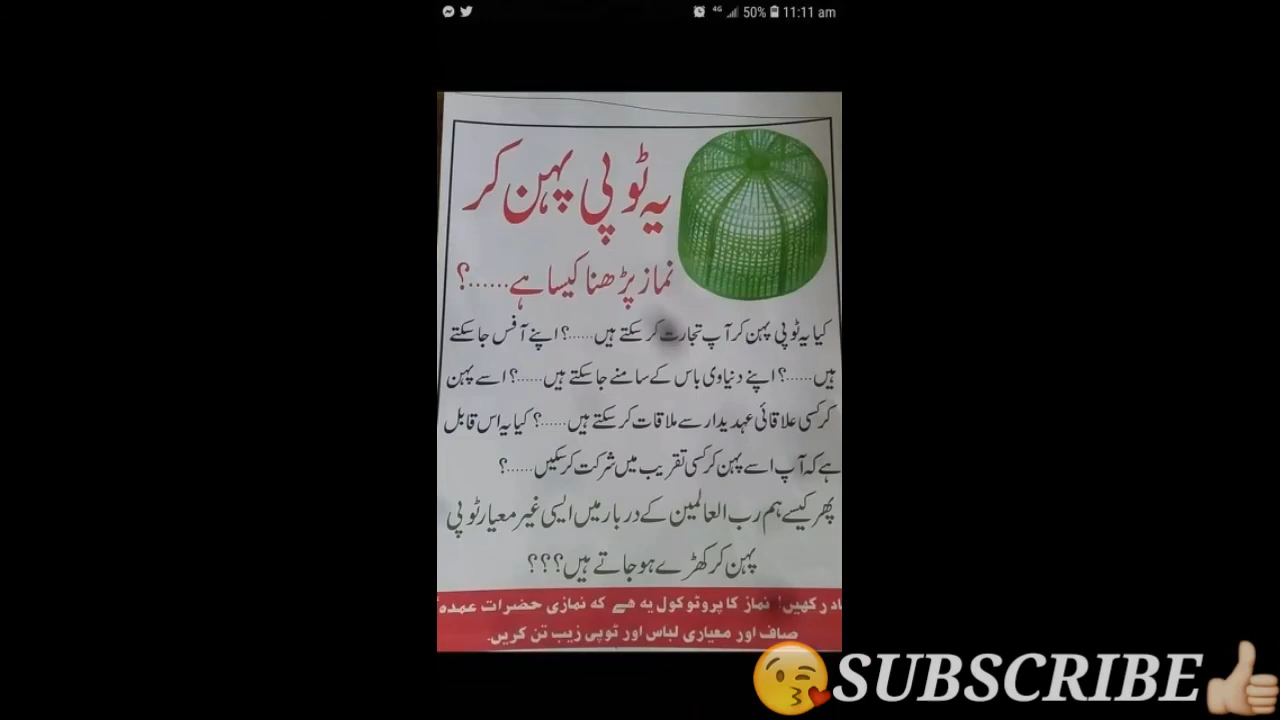 4G 50% 11:11 am
یہ ٹوپی پہن کر
نماز پڑھنا کیسا ہے......؟
کیا یہ ٹوپی پہن کر آپ تجارت کر سکتے ہیں......؟ اپنے آفس جا سکتے
ہیں......؟ اپنے دنیاوی باس کے سامنے جا سکتے ہیں......؟ اسے پہن
کر کسی علاقائی عہدیدار سے ملاقات کر سکتے ہیں......؟ کیا یہ اس قابل
ہے کہ آپ اسے پہن کر کسی تقریب میں شرکت کر سکیں......؟
پھر کیسے ہم رب العالمین کے دربار میں ایسی غیر معیار ٹوپی
پہن کر کھڑے ہو جاتے ہیں؟؟؟
رکھیں! نماز کا پروٹوکول یہ ھے کہ نمازی حضرات عمدہ
صاف اور معیاری لباس اور ٹوپی زیب تن کریں۔
SUBSCRIBE